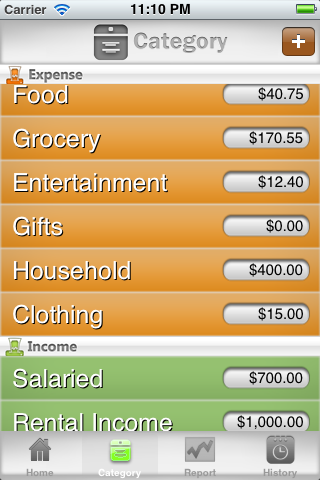 Carrier 11:10 PM
Category +
Expense
Food $40.75
Grocery $170.55
Entertainment $12.40
Gifts $0.00
Household $400.00
Clothing $15.00
Income
Salaried $700.00
Rental Income $1,000.00
Home Category Report History